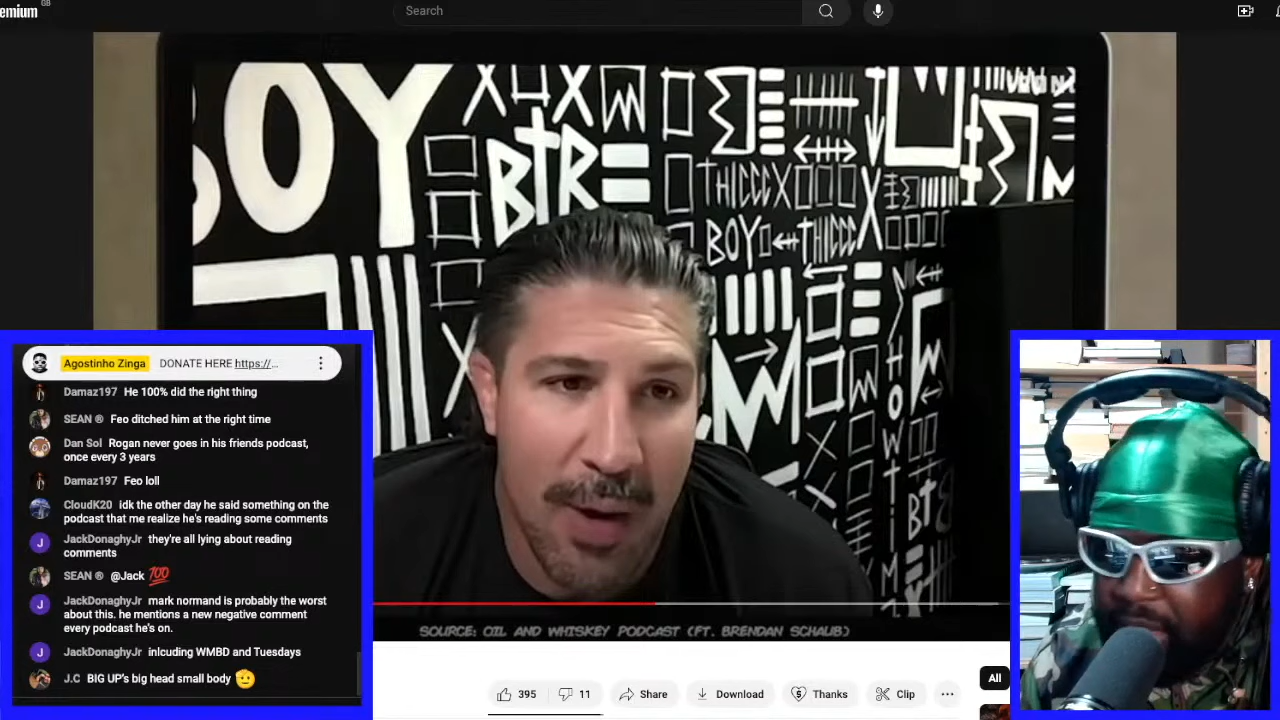 emium GB
Search
BOY
BTR
THICCC
BOY
THICCC
SHOW
BT
Agostinho Zinga DONATE HERE https://...
Damaz197 He 100% did the right thing
SEAN ® Feo ditched him at the right time
Dan Sol Rogan never goes in his friends podcast,
once every 3 years
Damaz197 Feo loll
CloudK20 idk the other day he said something on the
podcast that me realize he's reading some comments
J JackDonaghyJr they're all lying about reading
comments
SEAN ® @Jack 💯
J JackDonaghyJr mark normand is probably the worst
about this. he mentions a new negative comment
every podcast he's on.
J JackDonaghyJr inlcuding WMBD and Tuesdays
J.C BIG UP's big head small body 🫡
SOURCE: OIL AND WHISKEY PODCAST (FT. BRENDAN SCHAUB)
395
11
Share
Download
Thanks
Clip
...
All